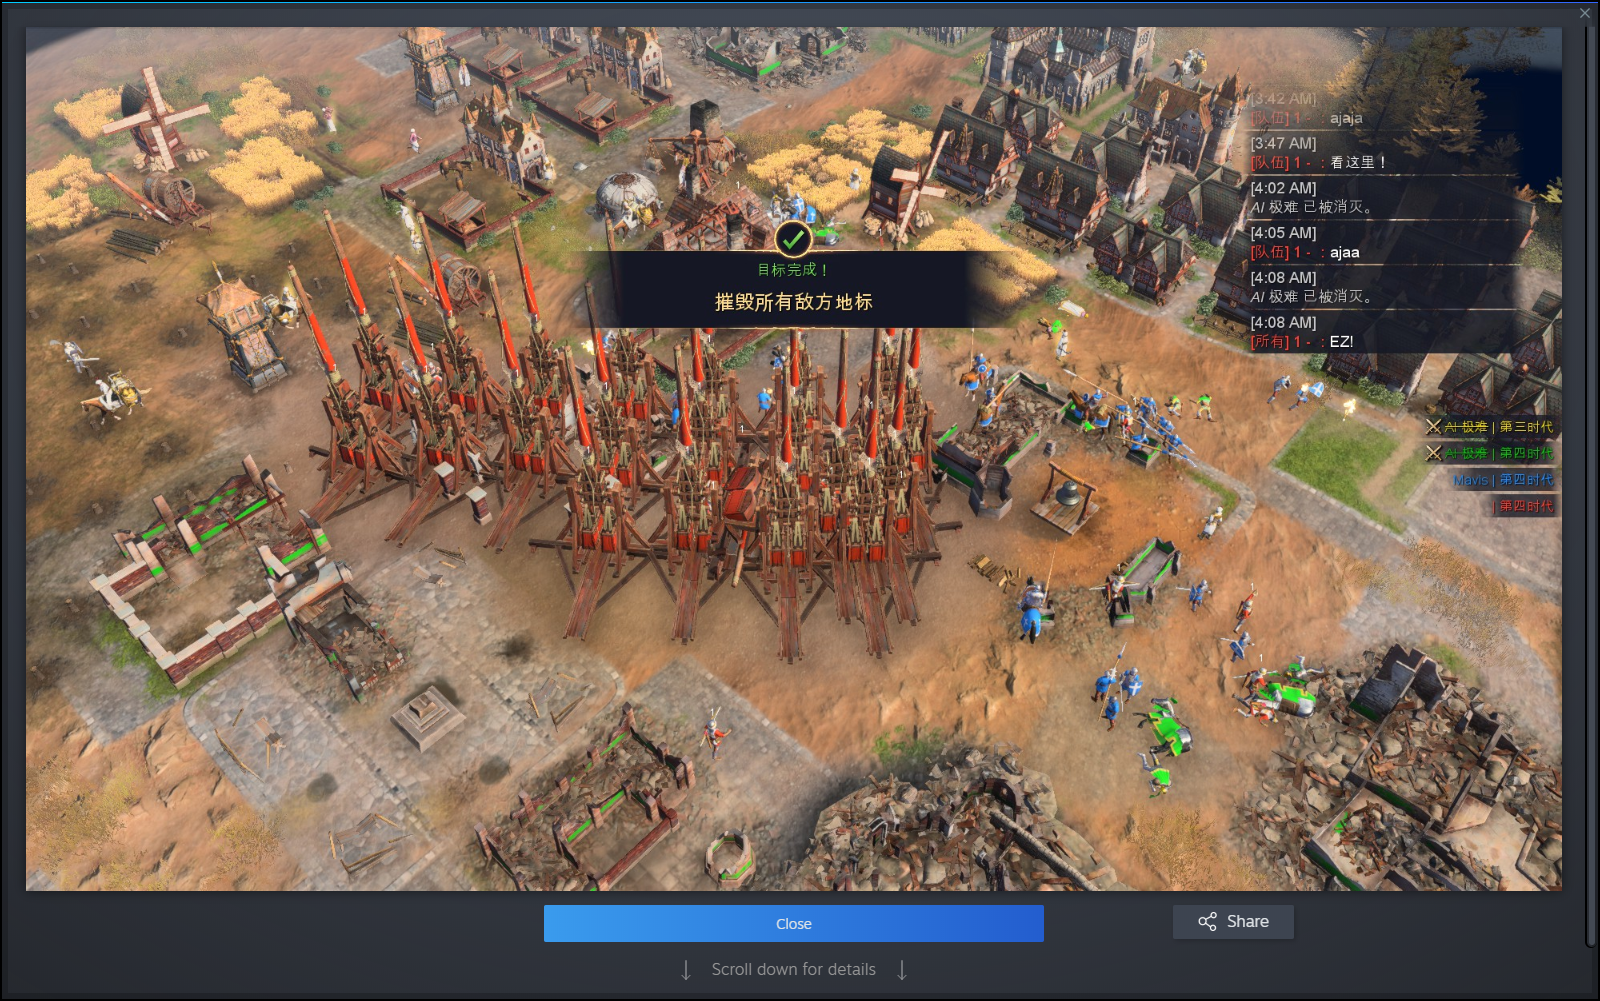 [3:42 AM]
[队伍] 1 - : ajaja
[3:47 AM]
[队伍] 1 - : 看这里！
[4:02 AM]
AI 极难 已被消灭。
[4:05 AM]
[队伍] 1 - : ajaa
[4:08 AM]
AI 极难 已被消灭。
[4:08 AM]
[所有] 1 - : EZ!
目标完成！
摧毁所有敌方地标
AI 极难 | 第三时代
AI 极难 | 第四时代
Mavis | 第四时代
| 第四时代
Close
Share
Scroll down for details